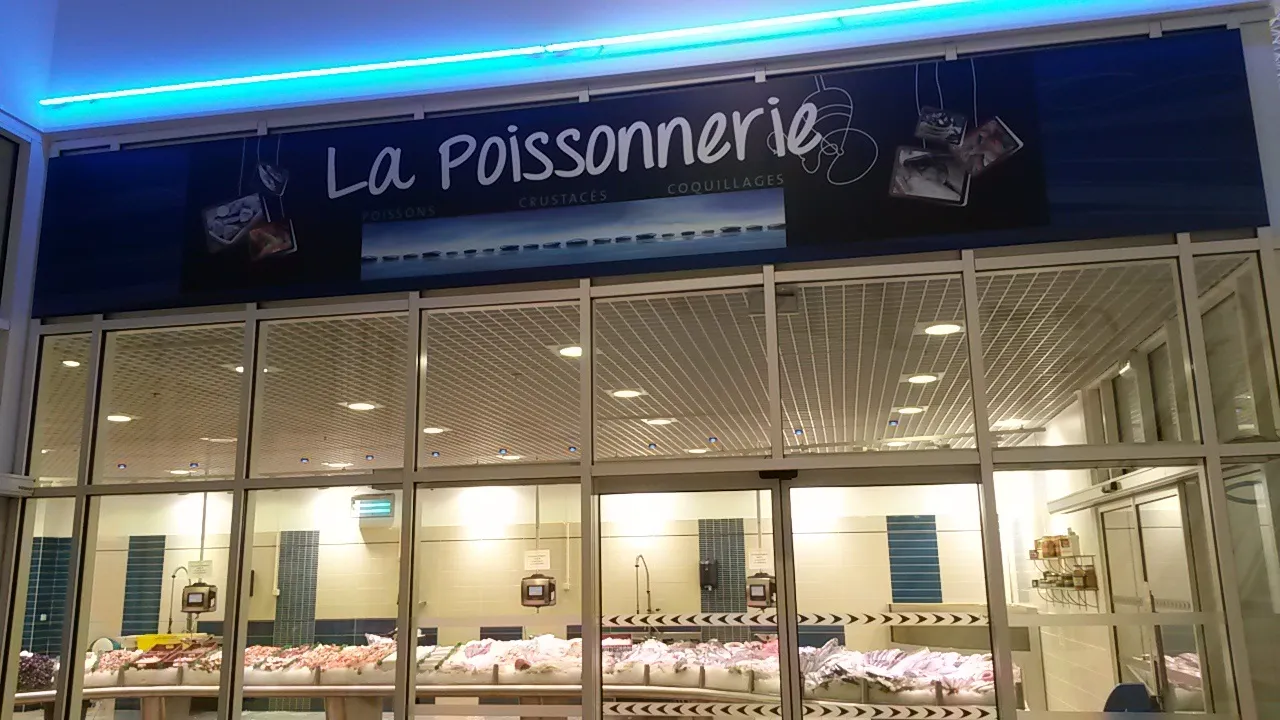 La Poissonnerie
POISSONS CRUSTACÉS COQUILLAGES